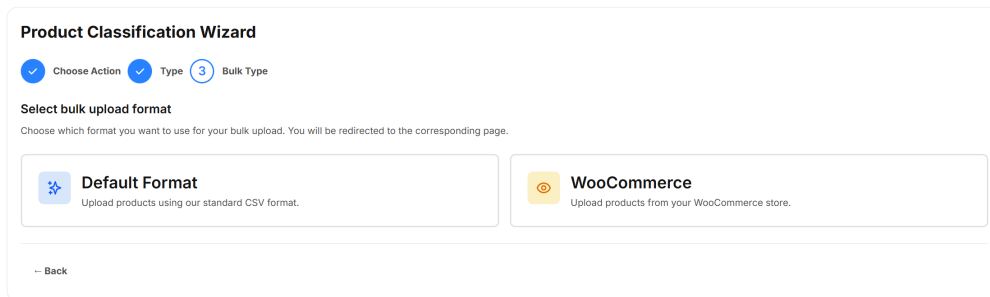 Product Classification Wizard
Choose Action Type 3 Bulk Type
Select bulk upload format
Choose which format you want to use for your bulk upload. You will be redirected to the corresponding page.
Default Format
Upload products using our standard CSV format.
WooCommerce
Upload products from your WooCommerce store.
← Back